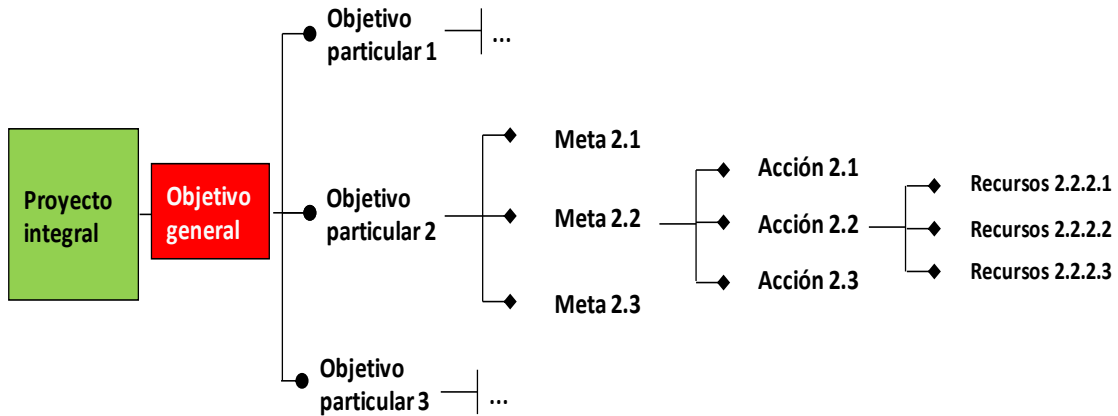 Proyecto
integral
Objetivo
general
Objetivo
particular 1
...
Objetivo
particular 2
Meta 2.1
Meta 2.2
Meta 2.3
Acción 2.1
Acción 2.2
Acción 2.3
Recursos 2.2.2.1
Recursos 2.2.2.2
Recursos 2.2.2.3
Objetivo
particular 3
...